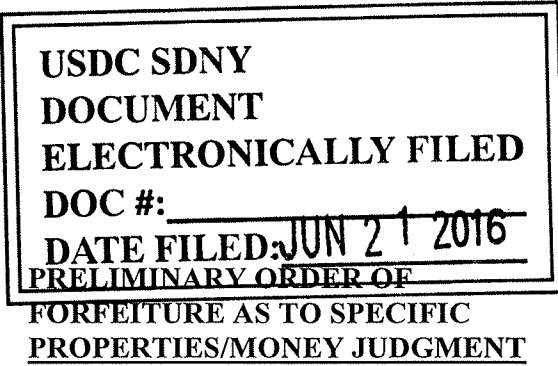 USDC SDNY
DOCUMENT
ELECTRONICALLY FILED
DOC #:
DATE FILED: JUN 21 2016
PRELIMINARY ORDER OF
FORFEITURE AS TO SPECIFIC
PROPERTIES/MONEY JUDGMENT